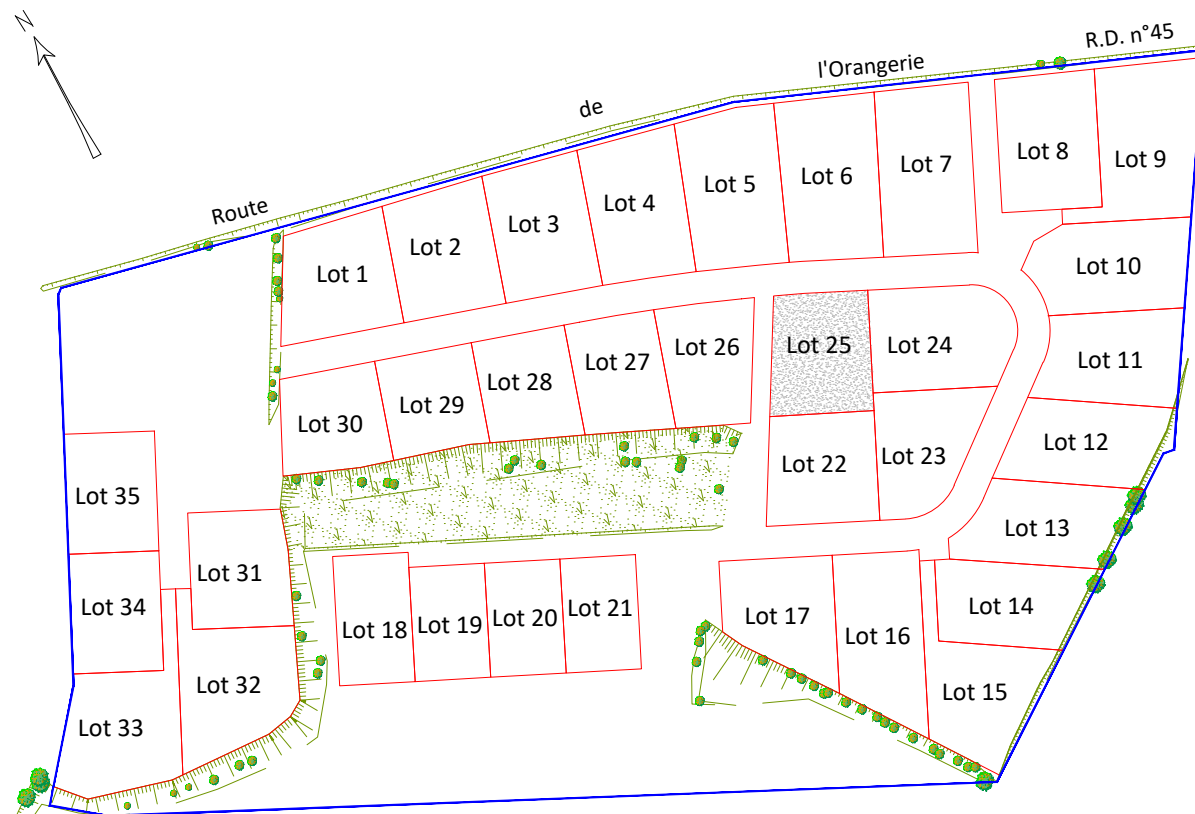 N
R.D. n°45
l'Orangerie
de
Route
Lot 1
Lot 2
Lot 3
Lot 4
Lot 5
Lot 6
Lot 7
Lot 8
Lot 9
Lot 10
Lot 11
Lot 12
Lot 13
Lot 14
Lot 15
Lot 16
Lot 17
Lot 18
Lot 19
Lot 20
Lot 21
Lot 22
Lot 23
Lot 24
Lot 25
Lot 26
Lot 27
Lot 28
Lot 29
Lot 30
Lot 31
Lot 32
Lot 33
Lot 34
Lot 35